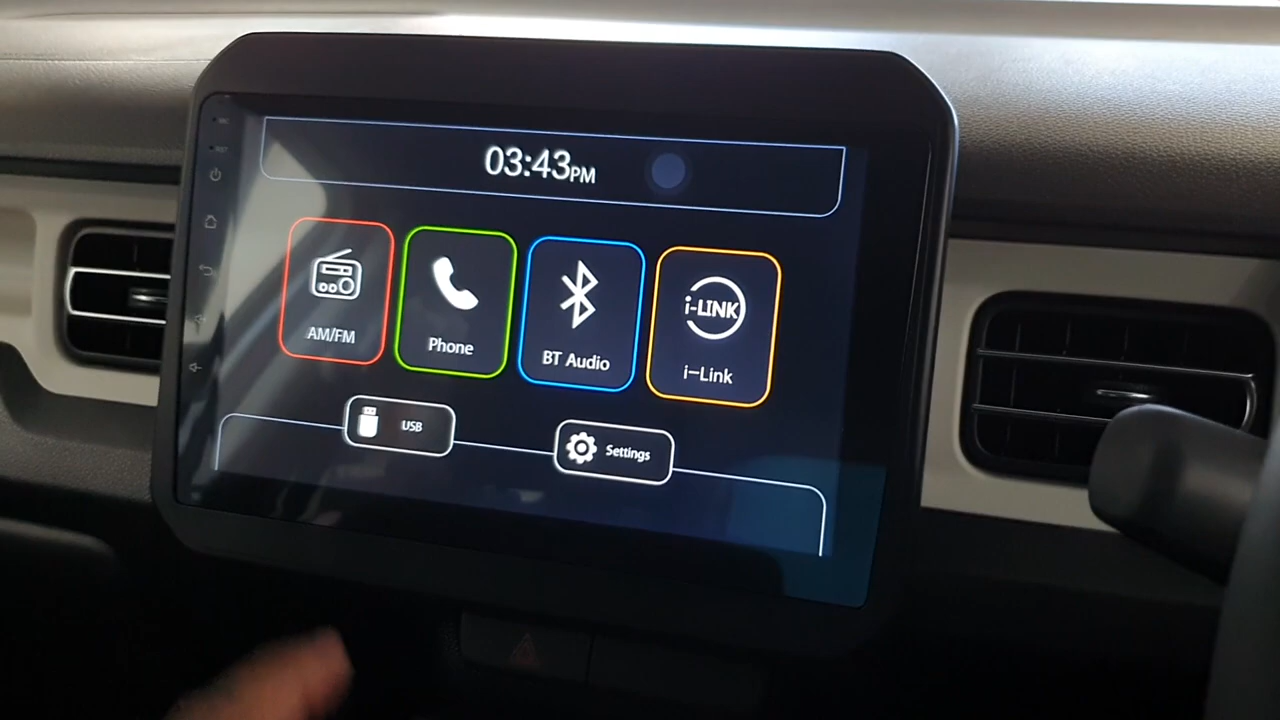 03:43PM
AM/FM
Phone
BT Audio
i-LINK
i-Link
USB
Settings